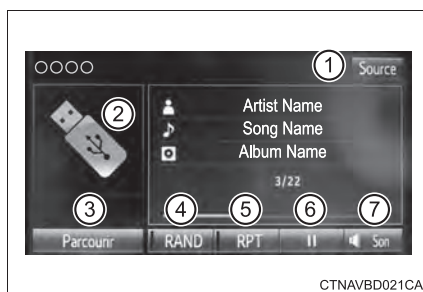 OOOO
1 Source
2
Artist Name
Song Name
Album Name
3/22
3 4 5 6 7
Parcourir RAND RPT Son
CTNAVBD021CA